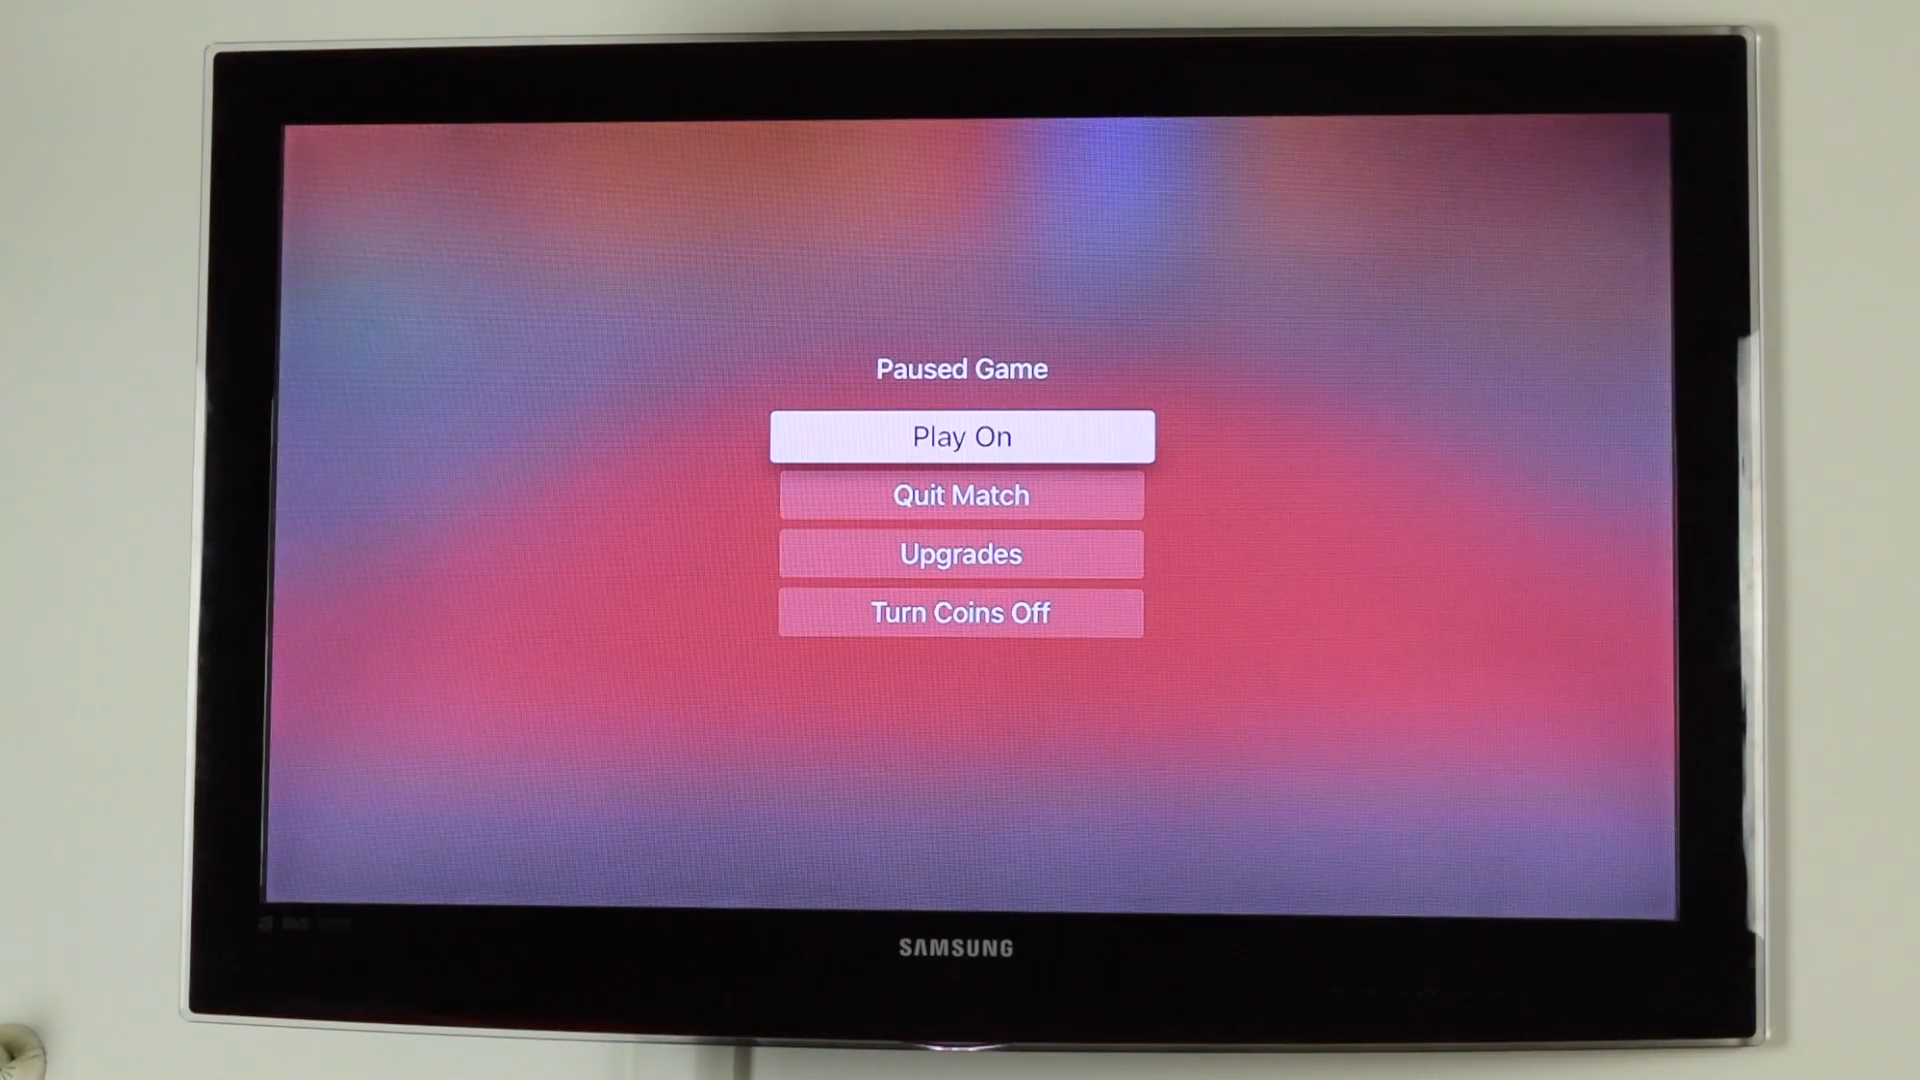 Paused Game
Play On
Quit Match
Upgrades
Turn Coins Off
SAMSUNG